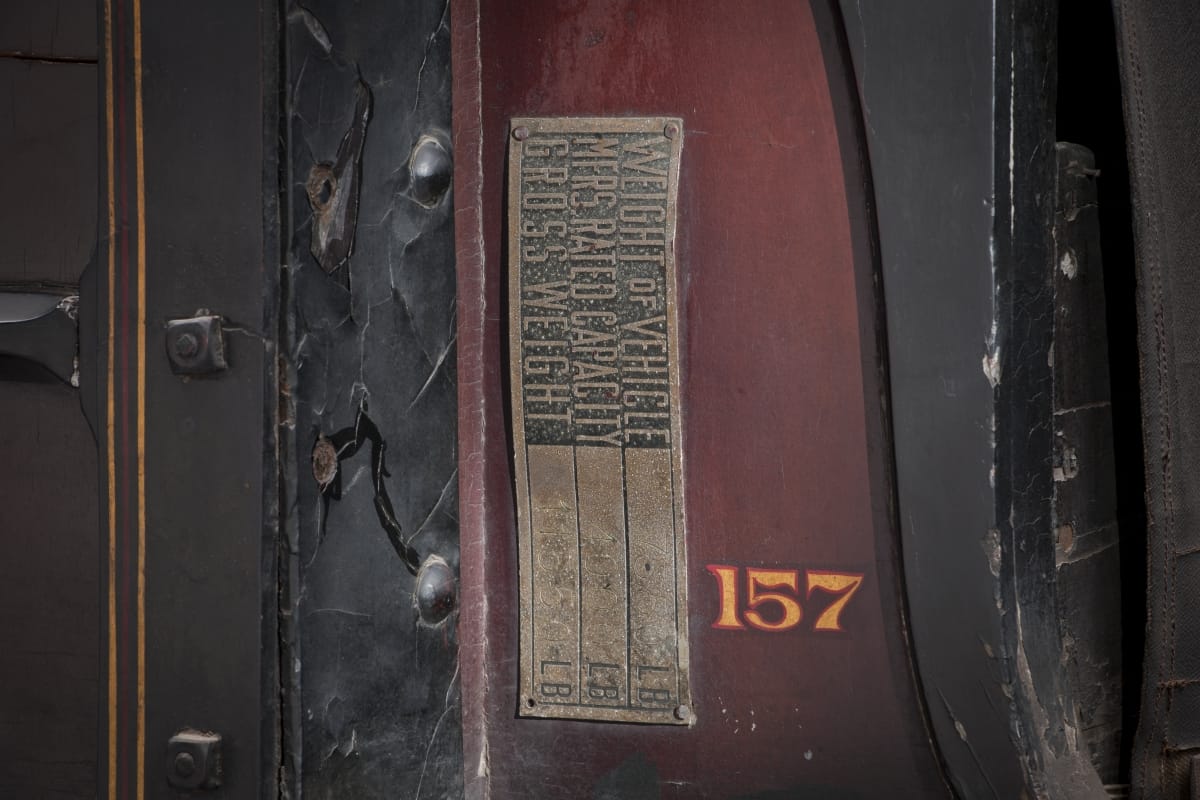 WEIGHT OF VEHICLE LB
MFRS RATED CAPACITY LB
GROSS WEIGHT LB
157